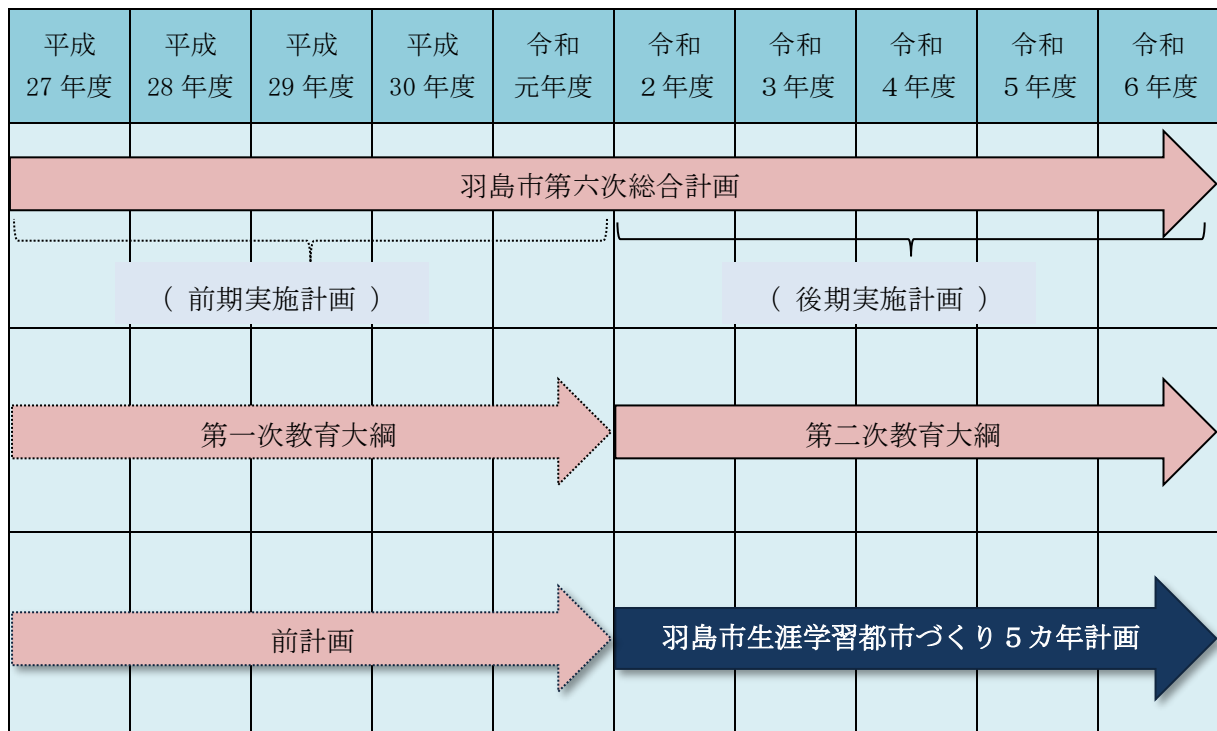 平成
27 年度
平成
28 年度
平成
29 年度
平成
30 年度
令和
元年度
令和
２年度
令和
３年度
令和
４年度
令和
５年度
令和
６年度
羽島市第六次総合計画
（ 前期実施計画 ）
（ 後期実施計画 ）
第一次教育大綱
第二次教育大綱
前計画
羽島市生涯学習都市づくり５カ年計画